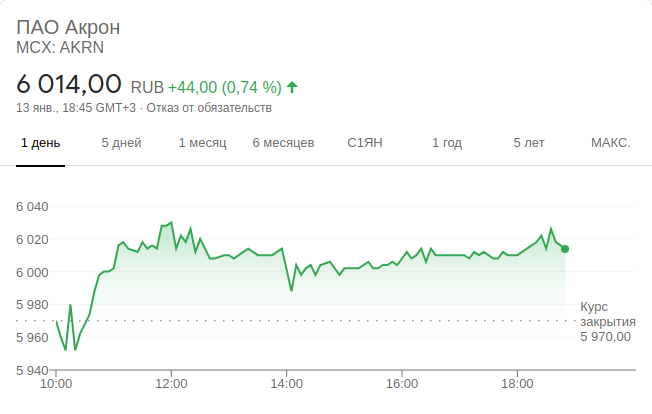 ПАО Акрон
MCX: AKRN
6 014,00 RUB +44,00 (0,74 %)
13 янв., 18:45 GMT+3 · Отказ от обязательств
1 день 5 дней 1 месяц 6 месяцев С1ЯН 1 год 5 лет МАКС.
6 040
6 020
6 000
5 980
5 960
5 940
Курс
закрытия
5 970,00
10:00 12:00 14:00 16:00 18:00